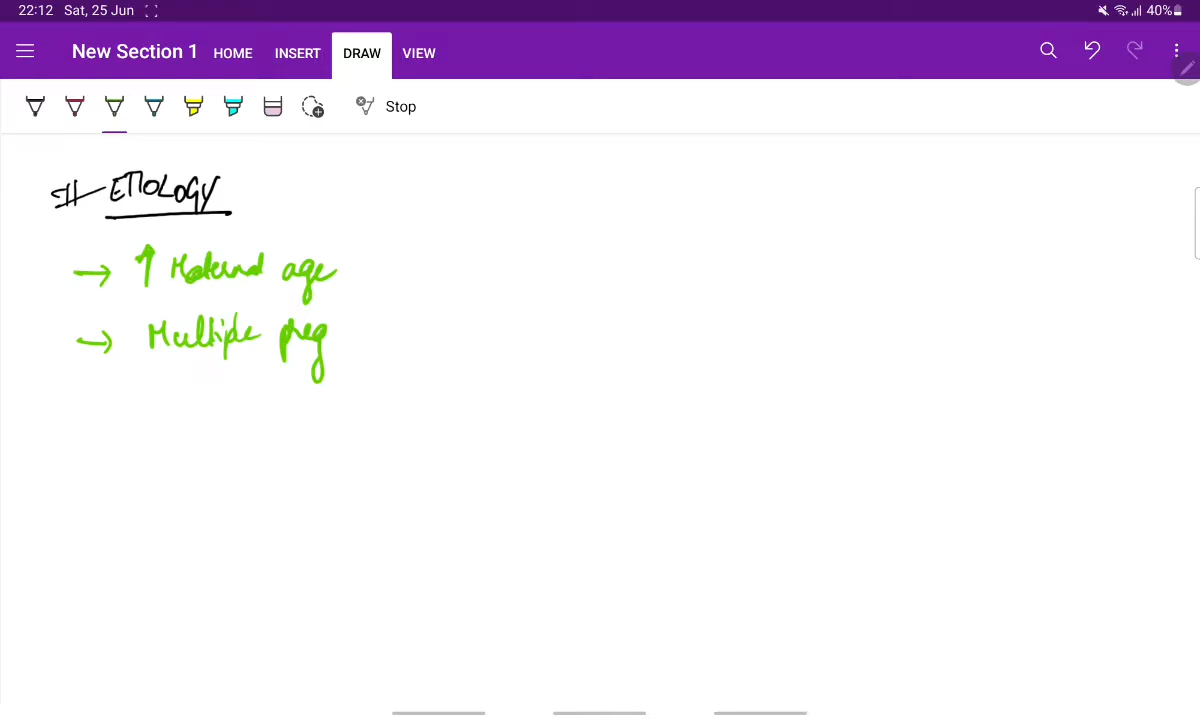 22:12 Sat, 25 Jun 40%
New Section 1 HOME INSERT DRAW VIEW
Stop
# ETIOLOGY
→ ↑ Maternal age
→ Multiple preg